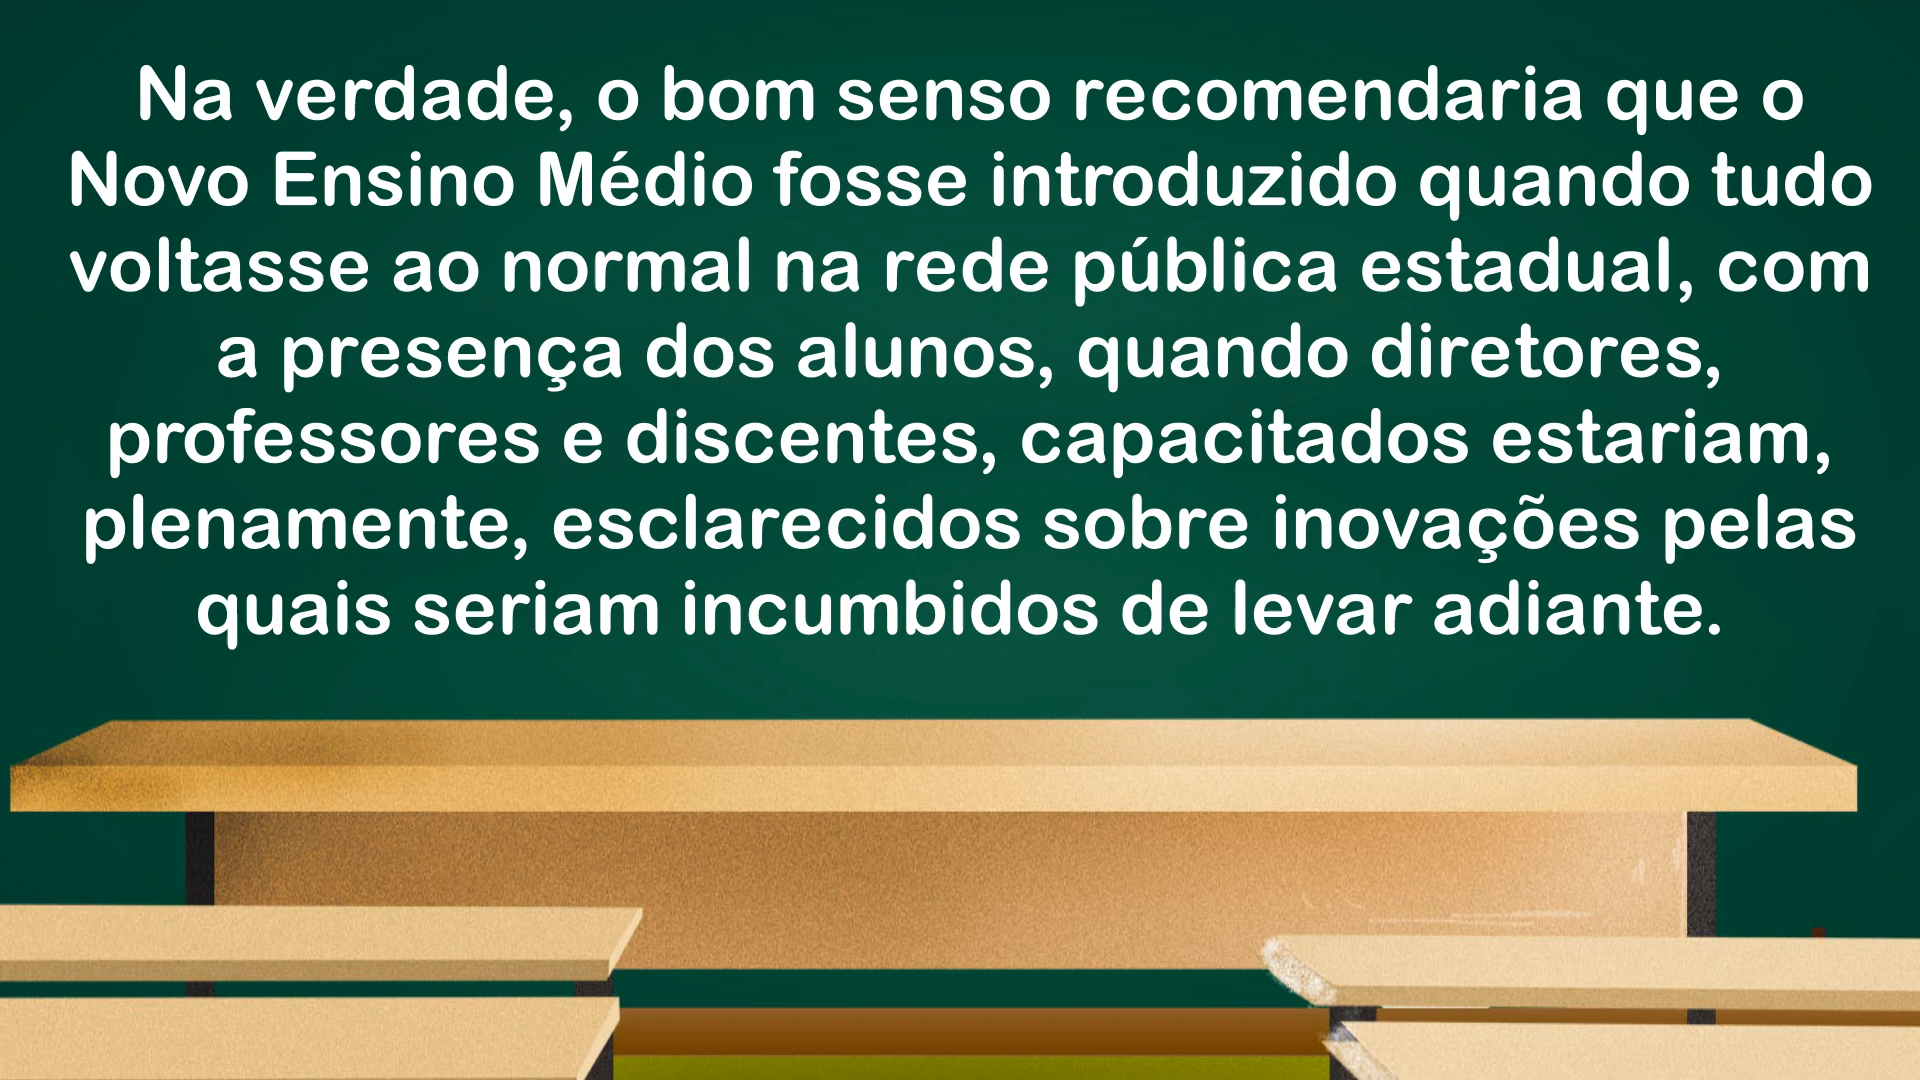 Na verdade, o bom senso recomendaria que o
Novo Ensino Médio fosse introduzido quando tudo
voltasse ao normal na rede pública estadual, com
a presença dos alunos, quando diretores,
professores e discentes, capacitados estariam,
plenamente, esclarecidos sobre inovações pelas
quais seriam incumbidos de levar adiante.